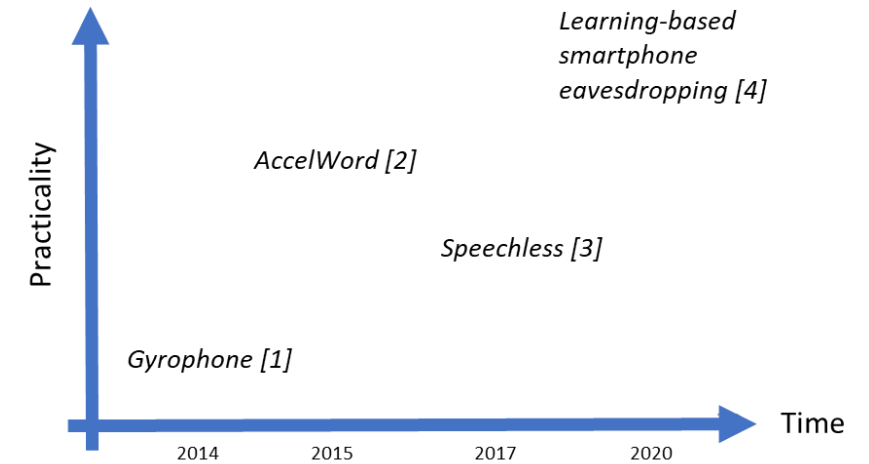 Learning-based
smartphone
eavesdropping [4]
AccelWord [2]
Practicality
Speechless [3]
Gyrophone [1]
Time
2014 2015 2017 2020